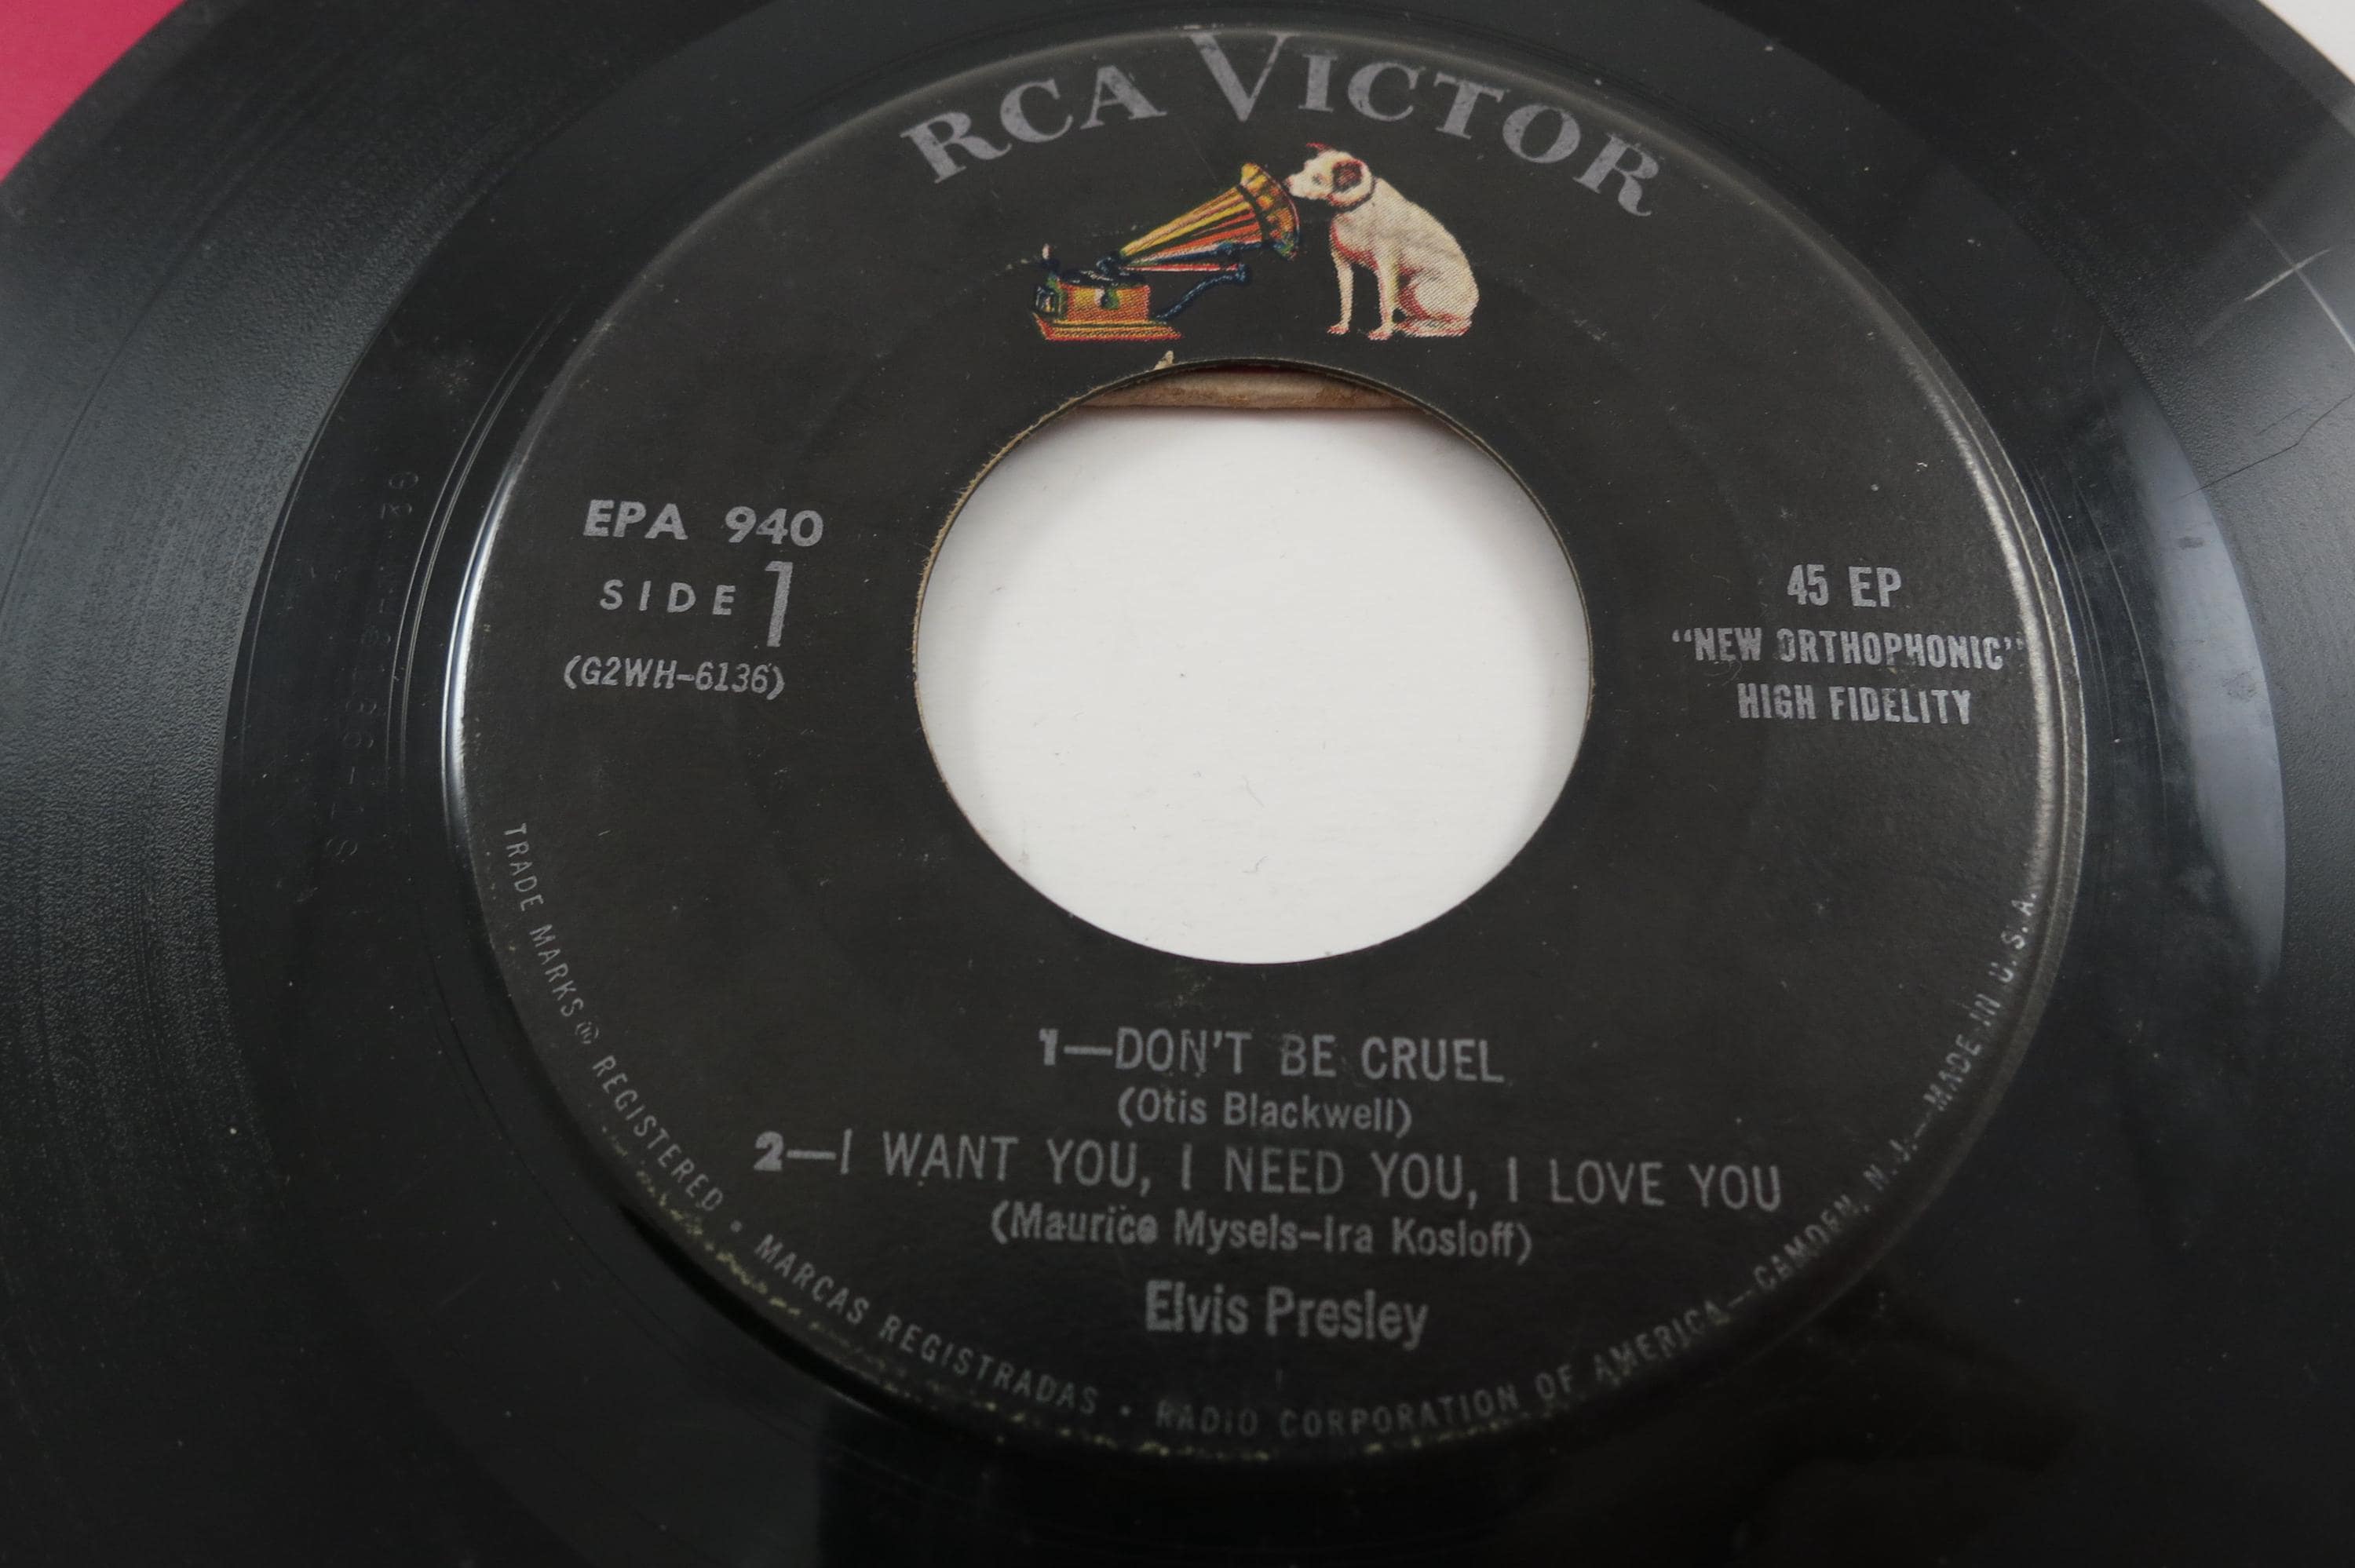 RCA VICTOR
EPA 940
SIDE 1
(G2WH-6136)
45 EP
“NEW ORTHOPHONIC”
HIGH FIDELITY
1—DON'T BE CRUEL
(Otis Blackwell)
2—I WANT YOU, I NEED YOU, I LOVE YOU
(Maurice Mysels-Ira Kosloff)
Elvis Presley
TRADE MARKS ® REGISTERED • MARCAS REGISTRADAS • RADIO CORPORATION OF AMERICA—CAMDEN, N. J.—MADE IN U.S.A.